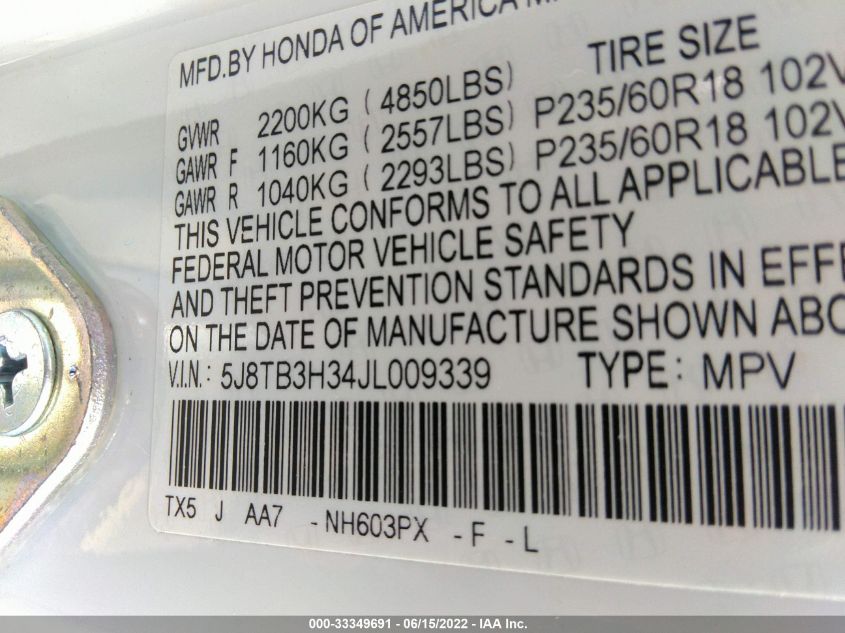 MFD.BY HONDA OF AMERICA
TIRE SIZE
GVWR 2200KG (4850LBS)
GAWR F 1160KG (2557LBS) P235/60R18 102V
GAWR R 1040KG (2293LBS) P235/60R18 102V
THIS VEHICLE CONFORMS TO ALL APPLICABLE
FEDERAL MOTOR VEHICLE SAFETY
AND THEFT PREVENTION STANDARDS IN EFF
ON THE DATE OF MANUFACTURE SHOWN ABO
V.I.N.: 5J8TB3H34JL009339 TYPE: MPV
TX5 J AA7 -NH603PX -F -L
000-33349691 - 06/15/2022 - IAA Inc.